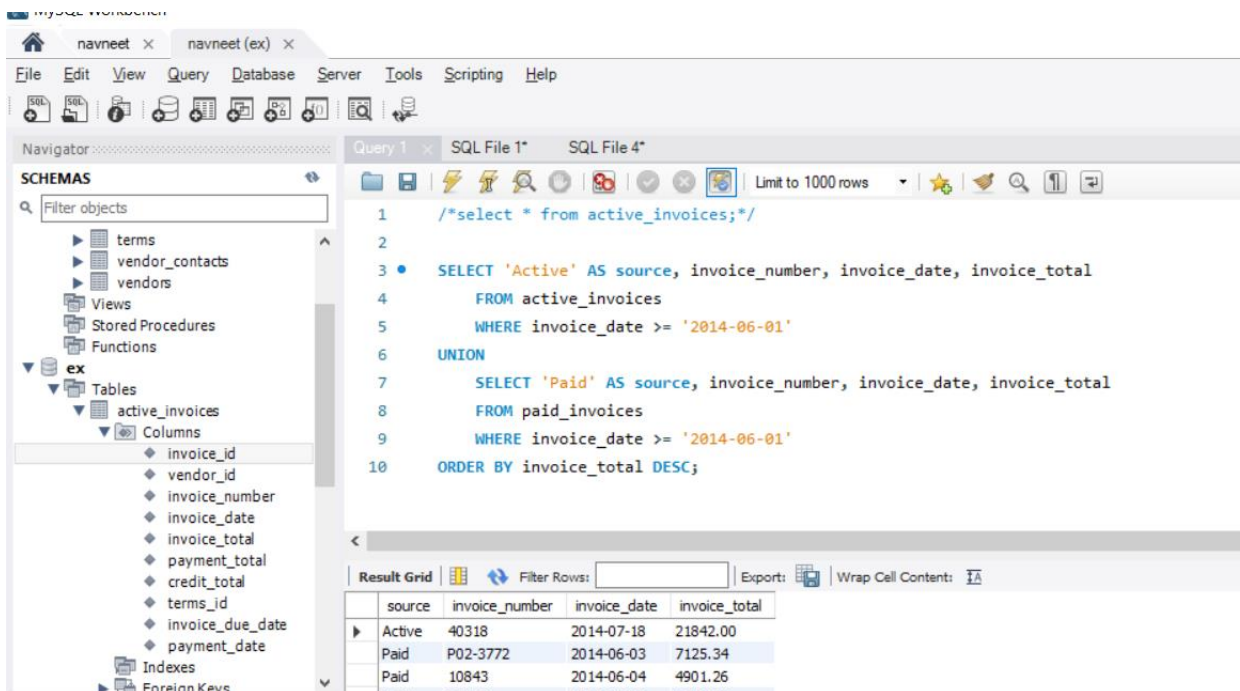 MySQL Workbench
navneet × navneet (ex) ×
File Edit View Query Database Server Tools Scripting Help
Navigator
SCHEMAS
Filter objects
terms
vendor_contacts
vendors
Views
Stored Procedures
Functions
ex
Tables
active_invoices
Columns
invoice_id
vendor_id
invoice_number
invoice_date
invoice_total
payment_total
credit_total
terms_id
invoice_due_date
payment_date
Indexes
Foreign Keys
Query 1 × SQL File 1* SQL File 4*
Limit to 1000 rows
1 /*select * from active_invoices;*/
2
3 SELECT 'Active' AS source, invoice_number, invoice_date, invoice_total
4 FROM active_invoices
5 WHERE invoice_date >= '2014-06-01'
6 UNION
7 SELECT 'Paid' AS source, invoice_number, invoice_date, invoice_total
8 FROM paid_invoices
9 WHERE invoice_date >= '2014-06-01'
10 ORDER BY invoice_total DESC;
Result Grid Filter Rows: Export: Wrap Cell Content: IA
source invoice_number invoice_date invoice_total
Active 40318 2014-07-18 21842.00
Paid P02-3772 2014-06-03 7125.34
Paid 10843 2014-06-04 4901.26